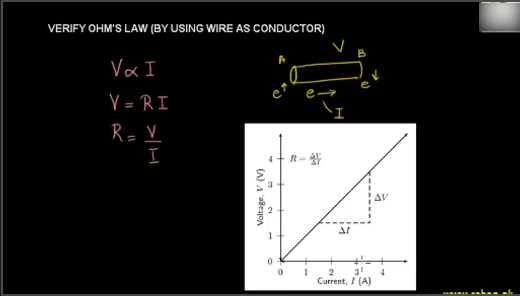 VERIFY OHM'S LAW (BY USING WIRE AS CONDUCTOR)
V ∝ I
V = R I
R = V/I
V
A B
e↑ e → e↓
I
R = ΔV/ΔI
Voltage, V (V)
4
3
2
1
0
ΔV
ΔI
0 1 2 3 4
Current, I (A)